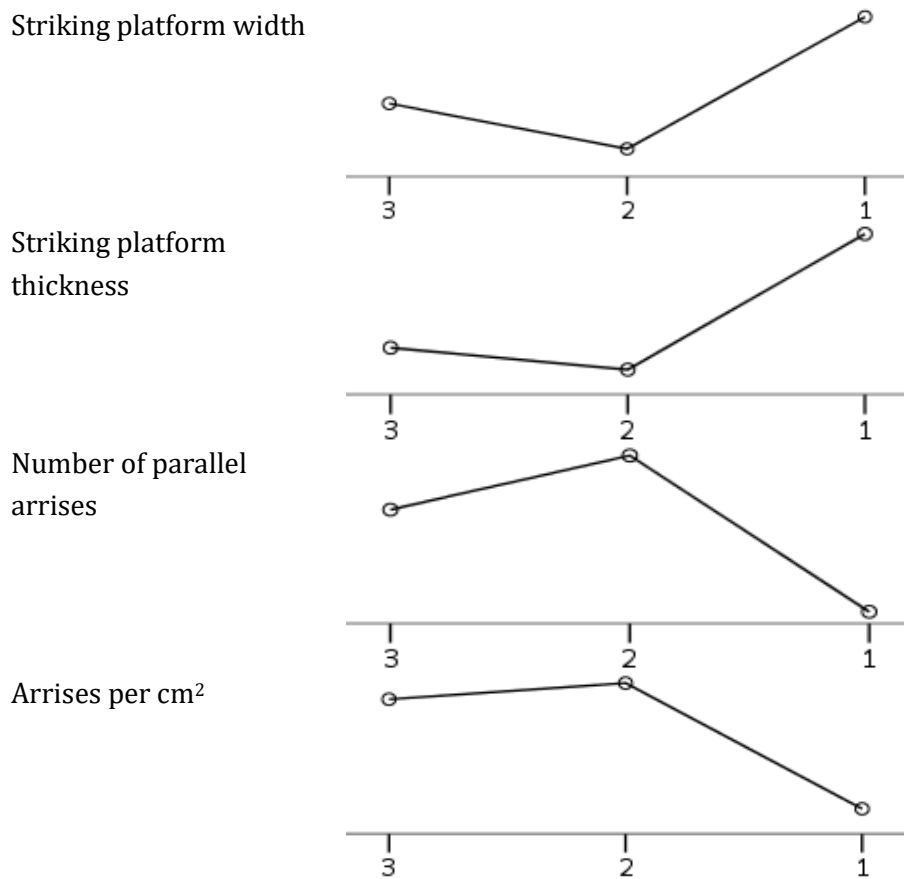 Striking platform width
3 2 1
Striking platform
thickness
3 2 1
Number of parallel
arrises
3 2 1
Arrises per cm²
3 2 1